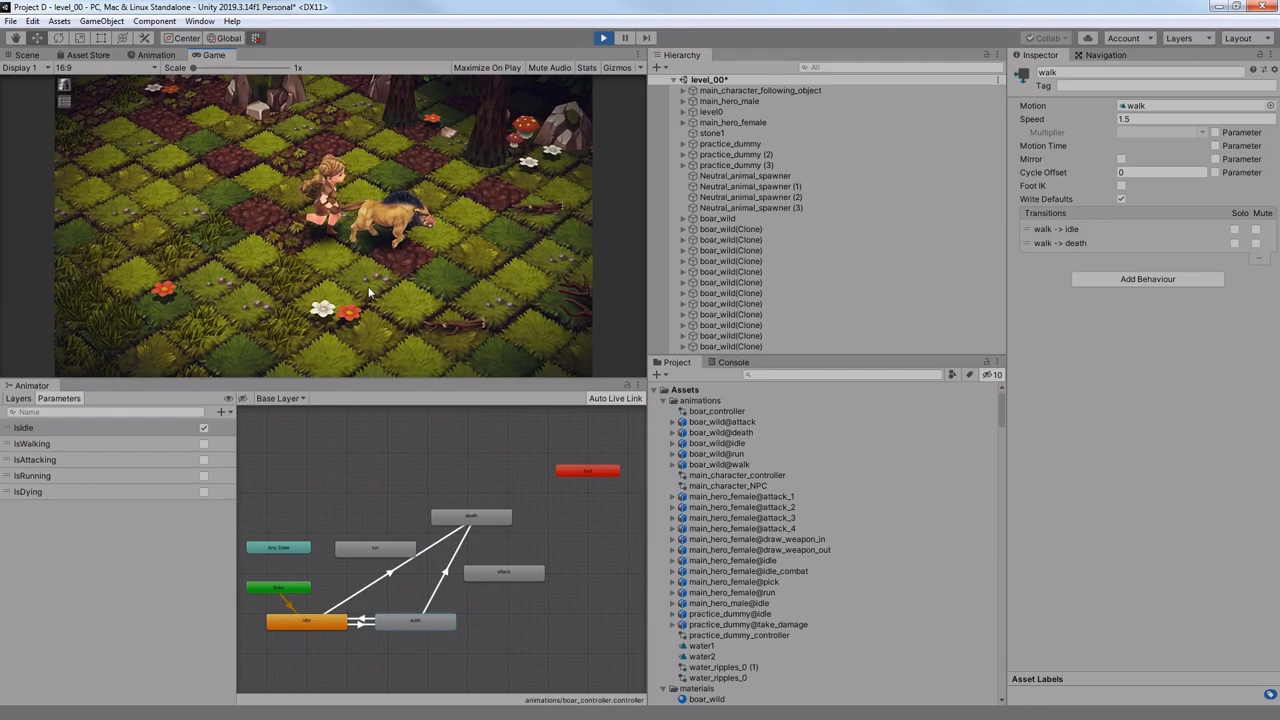 Project D - level_00 - PC, Mac & Linux Standalone - Unity 2019.3.14f1 Personal* <DX11>
File Edit Assets GameObject Component Window Help
Center Global
Collab Account Layers Layout
Scene Asset Store Animation Game
Display 1 16:9 Scale 1x Maximize On Play Mute Audio Stats Gizmos
Hierarchy
All
level_00*
main_character_following_object
main_hero_male
level0
main_hero_female
stone1
practice_dummy
practice_dummy (2)
practice_dummy (3)
Neutral_animal_spawner
Neutral_animal_spawner (1)
Neutral_animal_spawner (2)
Neutral_animal_spawner (3)
boar_wild
boar_wild(Clone)
boar_wild(Clone)
boar_wild(Clone)
boar_wild(Clone)
boar_wild(Clone)
boar_wild(Clone)
boar_wild(Clone)
boar_wild(Clone)
boar_wild(Clone)
boar_wild(Clone)
boar_wild(Clone)
boar_wild(Clone)
Inspector Navigation
walk
Tag
Motion walk
Speed 1.5
Multiplier Parameter
Motion Time Parameter
Mirror Parameter
Cycle Offset 0 Parameter
Foot IK
Write Defaults
Transitions Solo Mute
walk -> idle
walk -> death
Add Behaviour
Asset Labels
Animator
Layers Parameters
Base Layer
Auto Live Link
Name
IsIdle
IsWalking
IsAttacking
IsRunning
IsDying
Exit
death
Any State
run
attack
Entry
idle
walk
animations/boar_controller.controller
Project Console
10
Assets
animations
boar_controller
boar_wild@attack
boar_wild@death
boar_wild@idle
boar_wild@run
boar_wild@walk
main_character_controller
main_character_NPC
main_hero_female@attack_1
main_hero_female@attack_2
main_hero_female@attack_3
main_hero_female@attack_4
main_hero_female@draw_weapon_in
main_hero_female@draw_weapon_out
main_hero_female@idle
main_hero_female@idle_combat
main_hero_female@pick
main_hero_female@run
main_hero_male@idle
practice_dummy@idle
practice_dummy@take_damage
practice_dummy_controller
water1
water2
water_ripples_0 (1)
water_ripples_0
materials
boar_wild